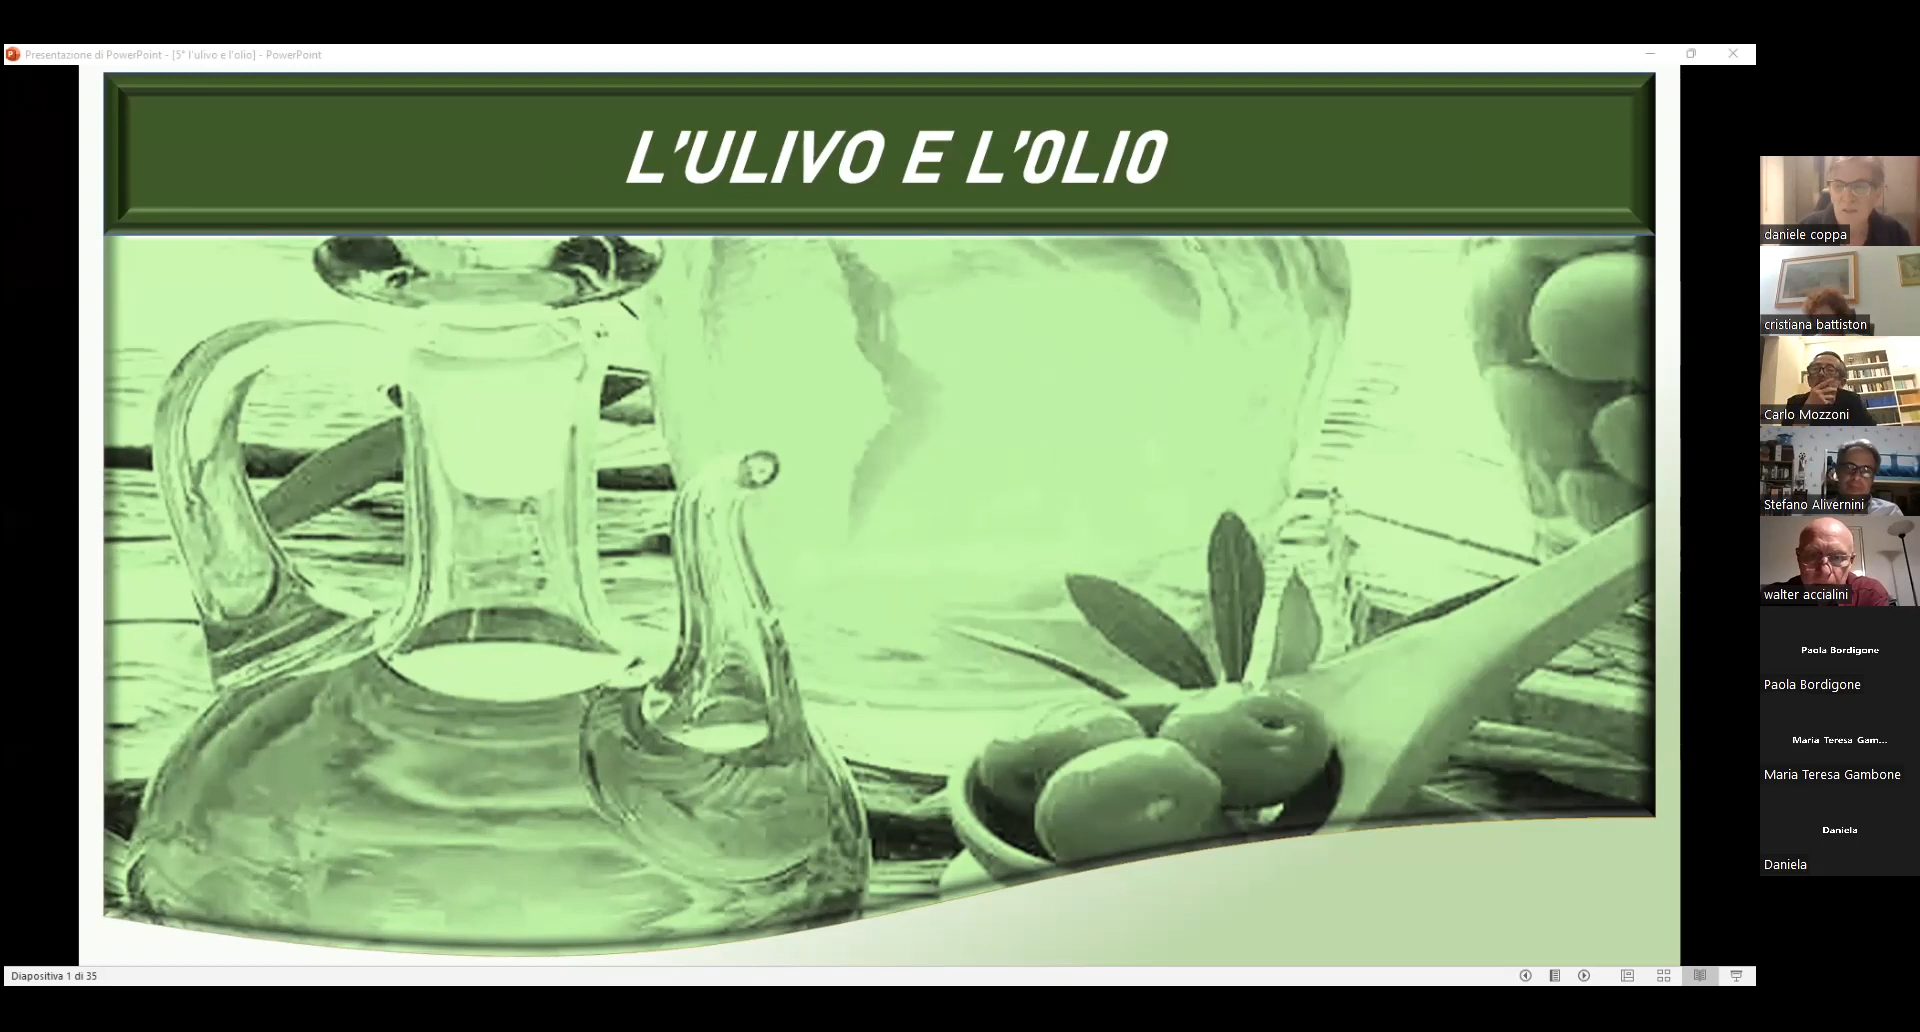 Presentazione di PowerPoint - [5° l'ulivo e l'olio] - PowerPoint
L'ULIVO E L'OLIO
daniele coppa
cristiana battiston
Carlo Mozzoni
Stefano Alivernini
walter accialini
Paola Bordigone
Paola Bordigone
Maria Teresa Gam...
Maria Teresa Gambone
Daniela
Daniela
Diapositiva 1 di 35